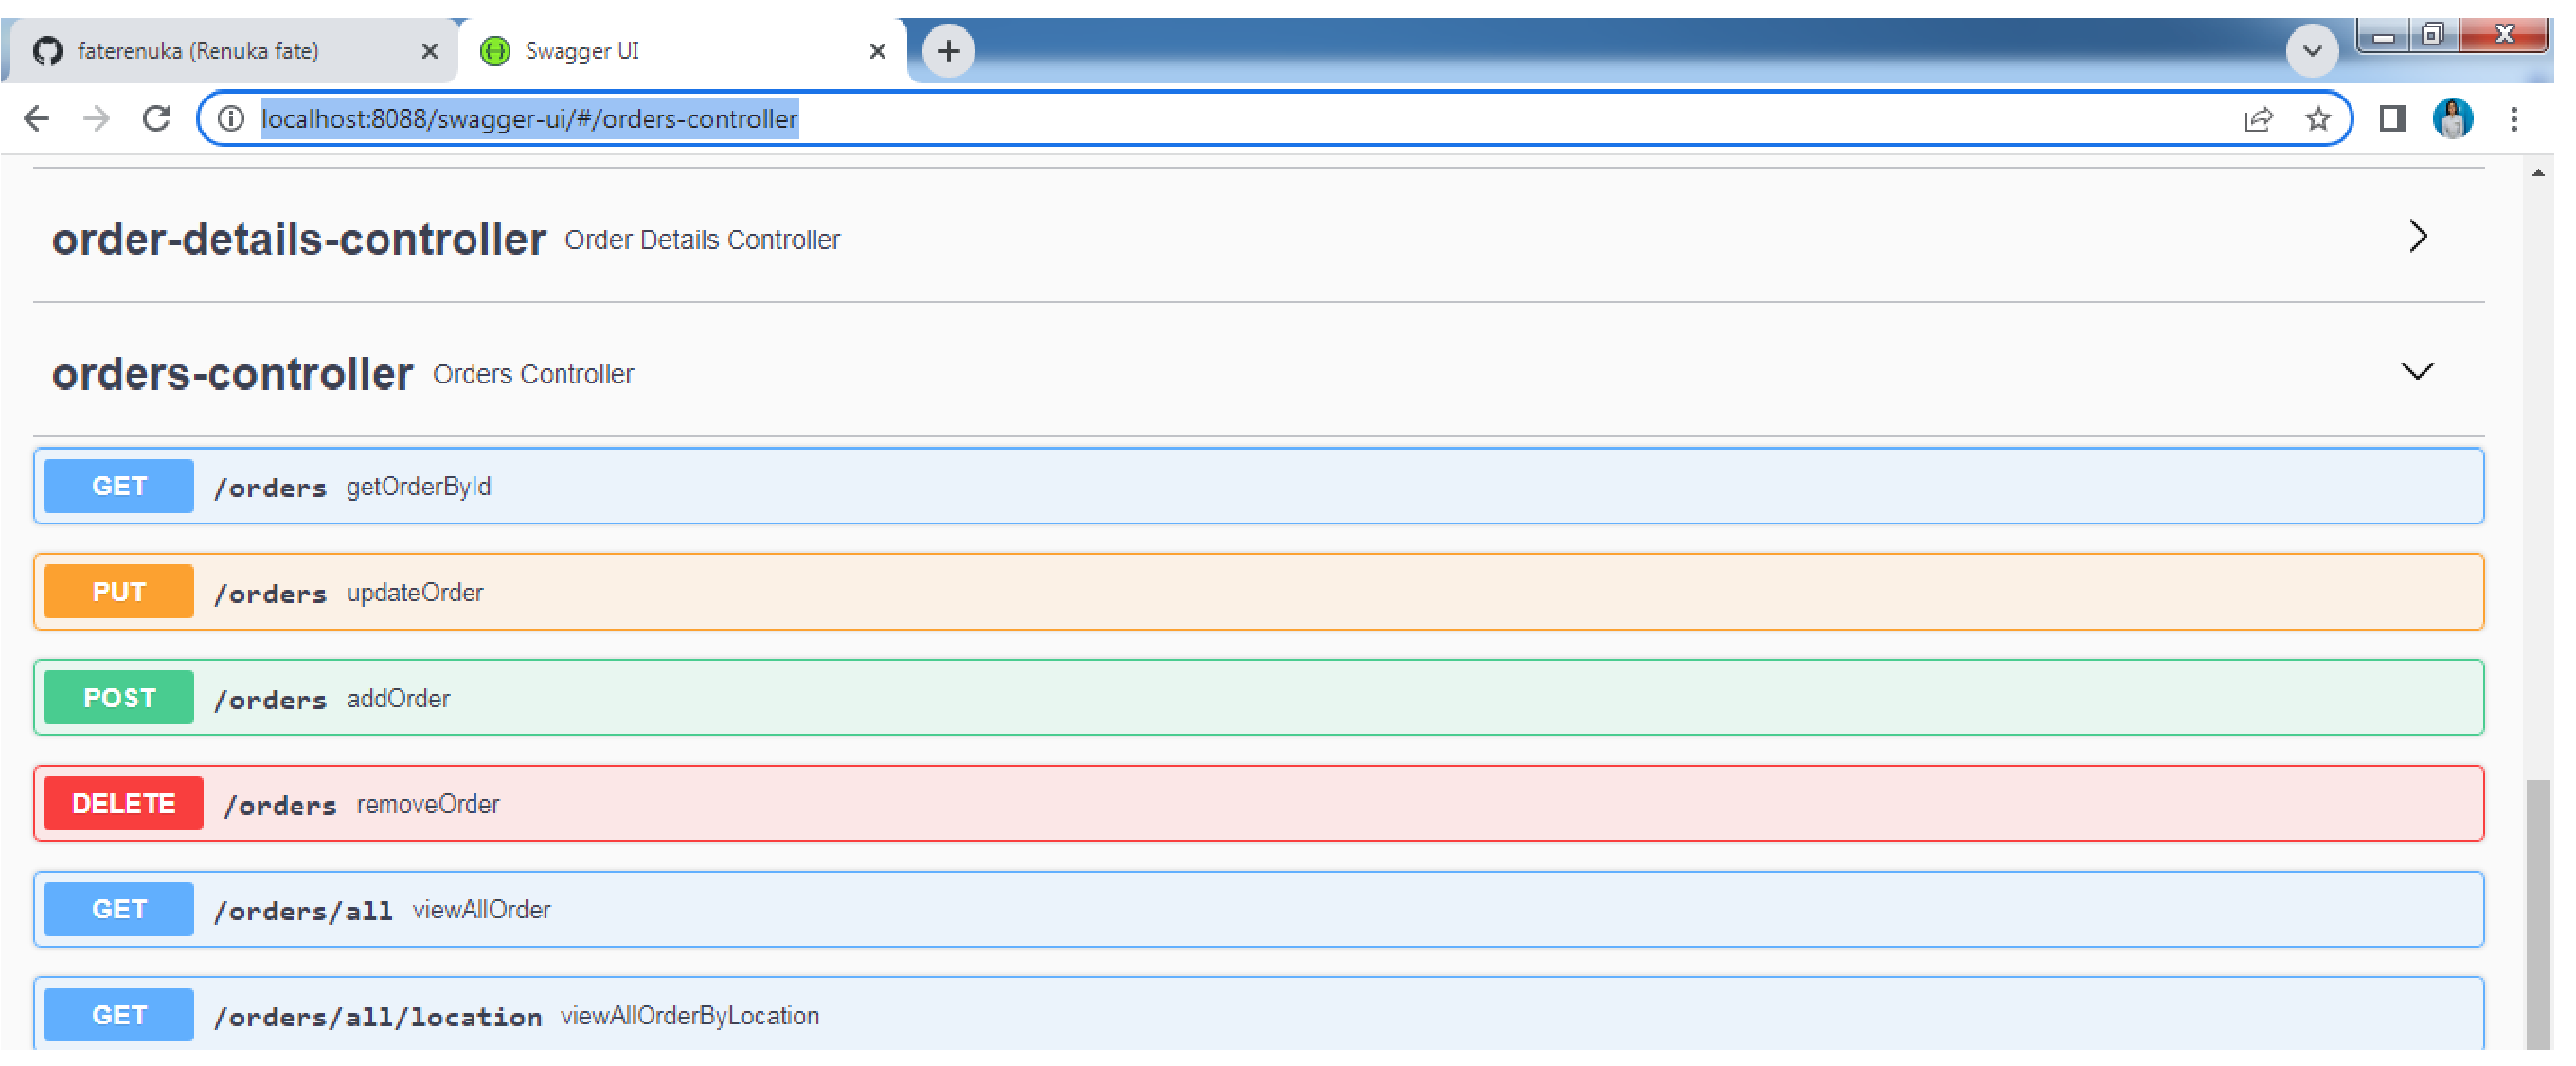 faterenuka (Renuka fate)
Swagger UI
localhost:8088/swagger-ui/#/orders-controller
order-details-controller Order Details Controller
orders-controller Orders Controller
GET /orders getOrderById
PUT /orders updateOrder
POST /orders addOrder
DELETE /orders removeOrder
GET /orders/all viewAllOrder
GET /orders/all/location viewAllOrderByLocation